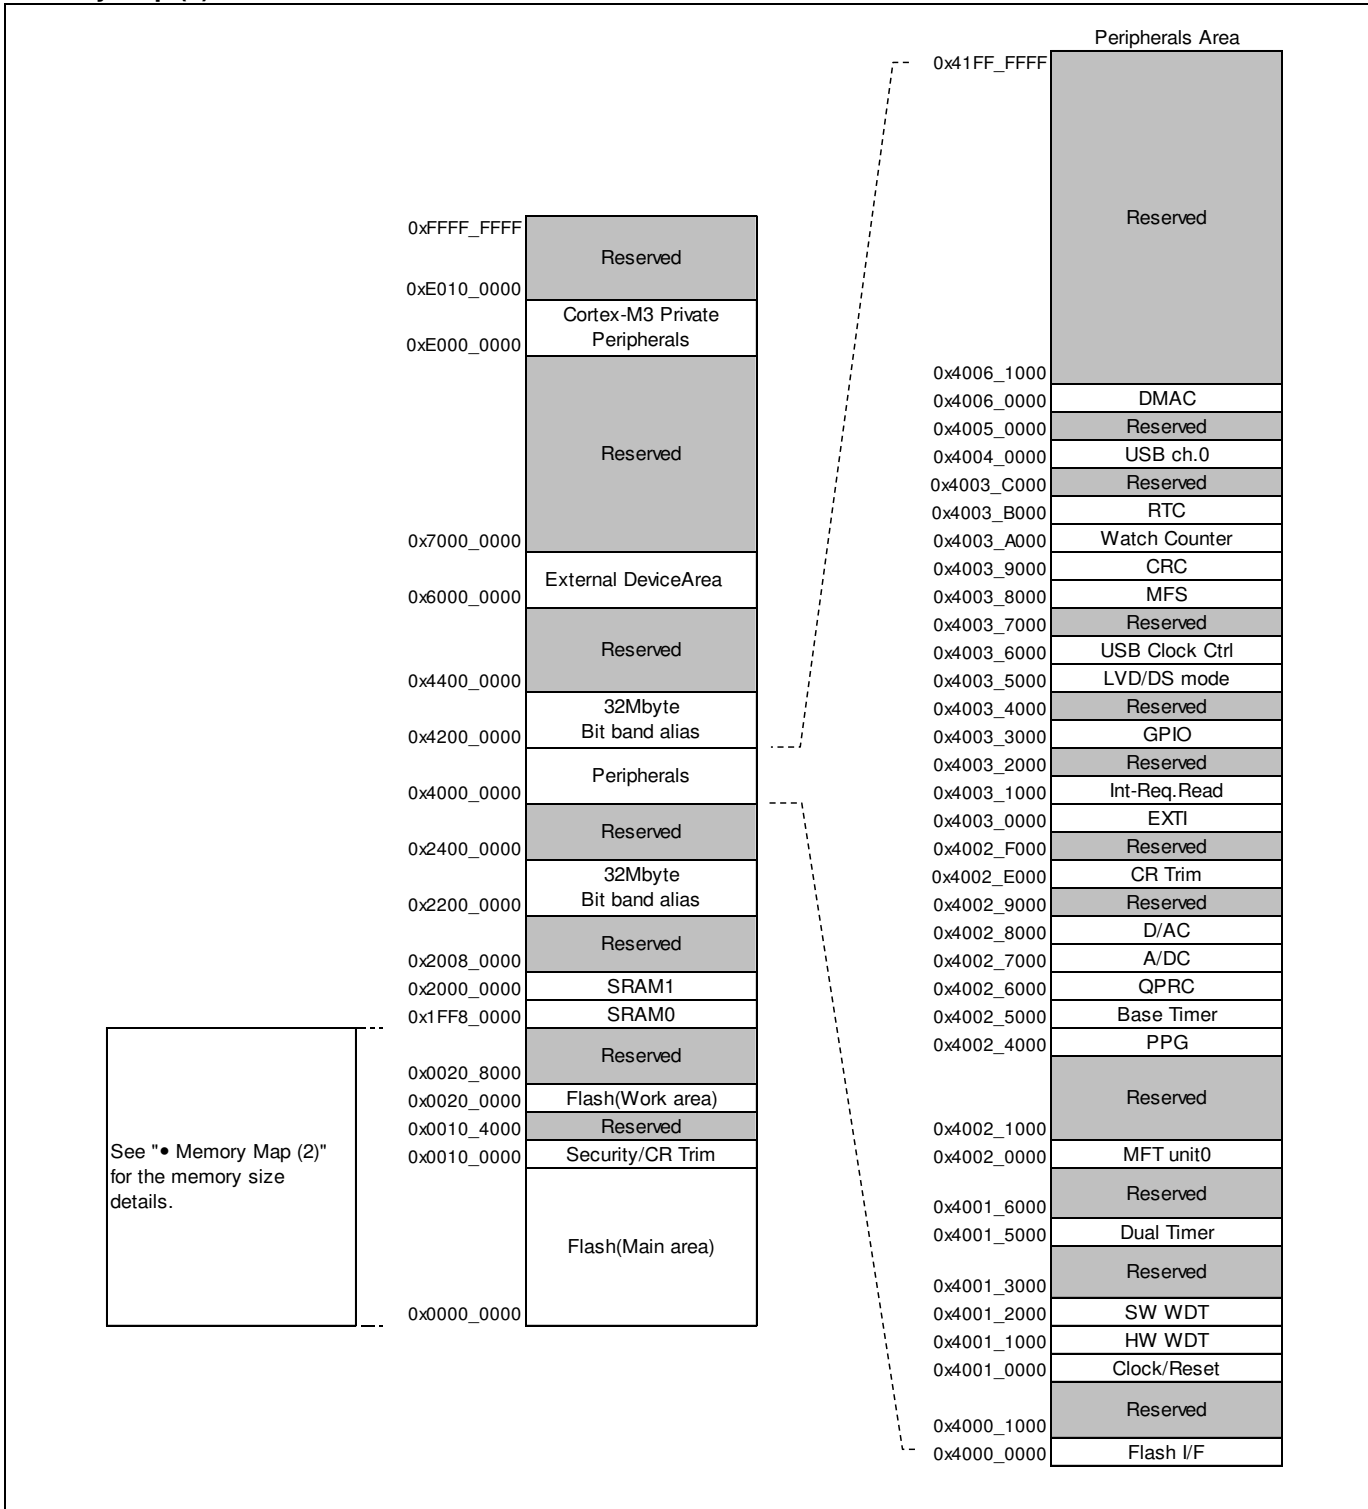 Peripherals Area
0x41FF_FFFF
Reserved
0x4006_1000
0x4006_0000 DMAC
0x4005_0000 Reserved
0x4004_0000 USB ch.0
0x4003_C000 Reserved
0x4003_B000 RTC
0x4003_A000 Watch Counter
0x4003_9000 CRC
0x4003_8000 MFS
0x4003_7000 Reserved
0x4003_6000 USB Clock Ctrl
0x4003_5000 LVD/DS mode
0x4003_4000 Reserved
0x4003_3000 GPIO
0x4003_2000 Reserved
0x4003_1000 Int-Req.Read
0x4003_0000 EXTI
0x4002_F000 Reserved
0x4002_E000 CR Trim
0x4002_9000 Reserved
0x4002_8000 D/AC
0x4002_7000 A/DC
0x4002_6000 QPRC
0x4002_5000 Base Timer
0x4002_4000 PPG
Reserved
0x4002_1000
0x4002_0000 MFT unit0
Reserved
0x4001_6000
0x4001_5000 Dual Timer
Reserved
0x4001_3000
0x4001_2000 SW WDT
0x4001_1000 HW WDT
0x4001_0000 Clock/Reset
Reserved
0x4000_1000
0x4000_0000 Flash I/F
0xFFFF_FFFF
Reserved
0xE010_0000
Cortex-M3 Private
Peripherals
0xE000_0000
Reserved
0x7000_0000
External DeviceArea
0x6000_0000
Reserved
0x4400_0000
32Mbyte
Bit band alias
0x4200_0000
Peripherals
0x4000_0000
Reserved
0x2400_0000
32Mbyte
Bit band alias
0x2200_0000
Reserved
0x2008_0000
0x2000_0000 SRAM1
0x1FF8_0000 SRAM0
Reserved
0x0020_8000
0x0020_0000 Flash(Work area)
0x0010_4000 Reserved
0x0010_0000 Security/CR Trim
Flash(Main area)
0x0000_0000
See "● Memory Map (2)"
for the memory size
details.